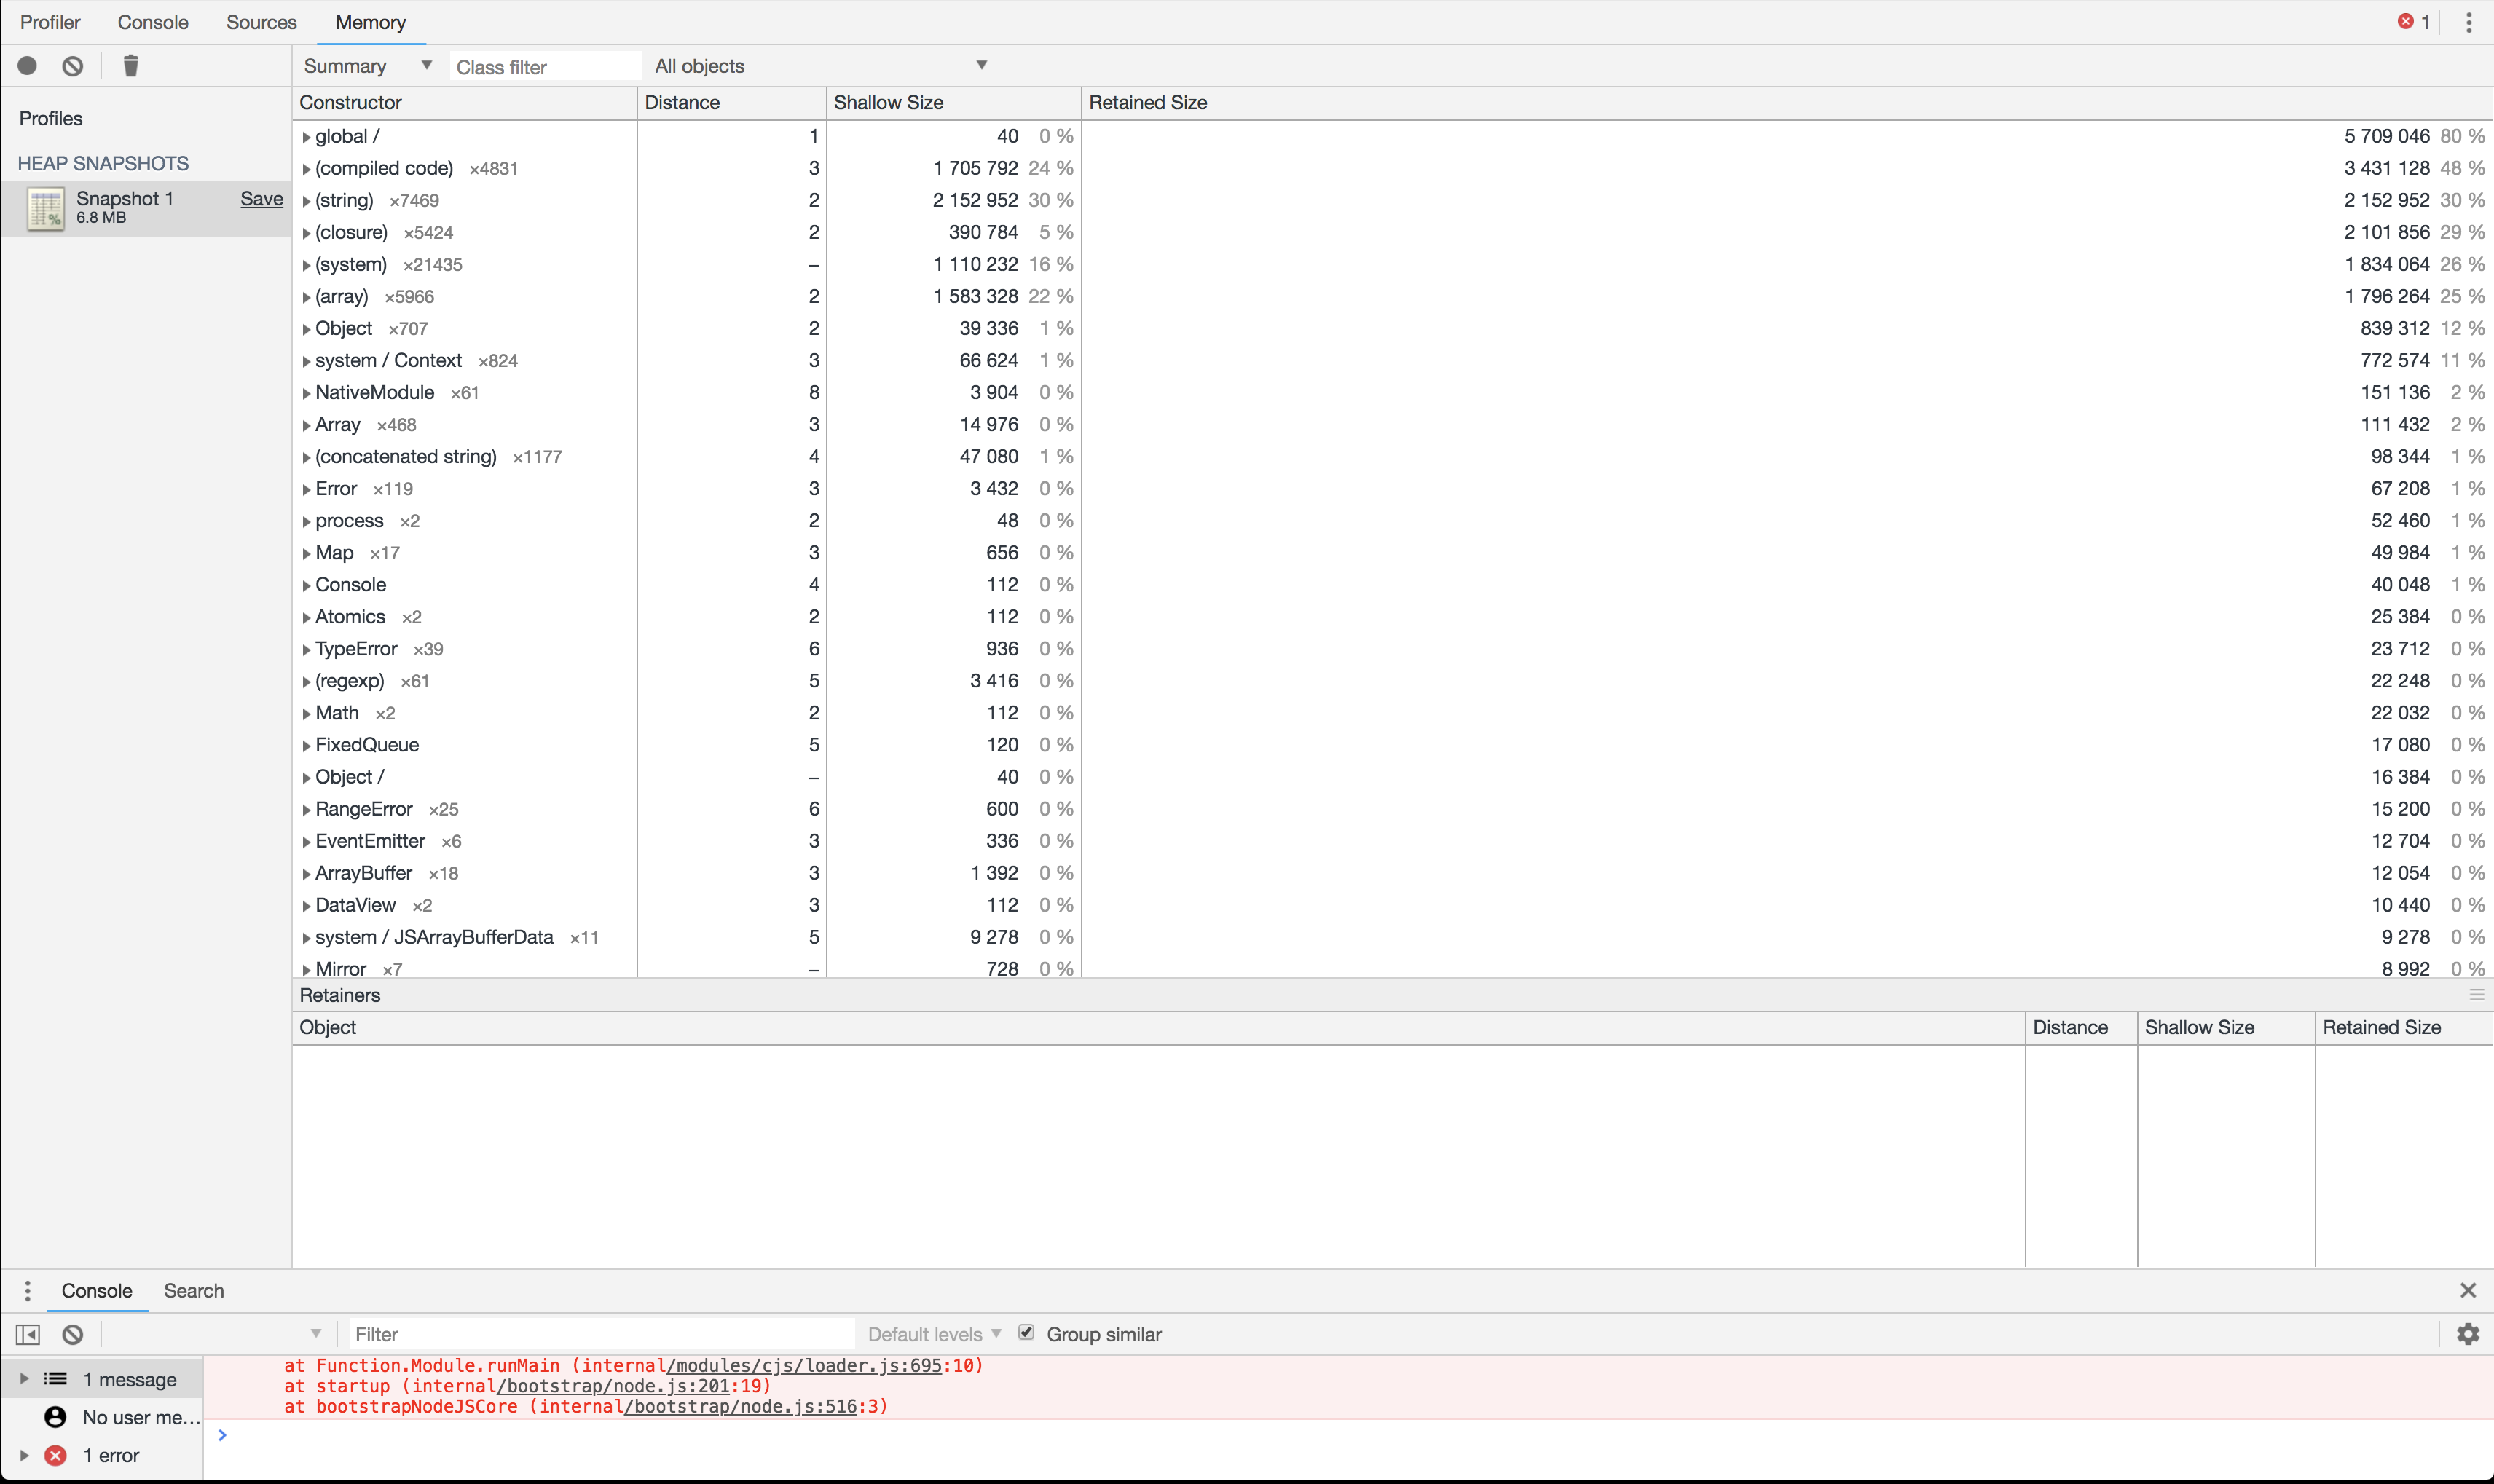 Profiler Console Sources Memory 1
Summary Class filter All objects
Constructor Distance Shallow Size Retained Size
Profiles
HEAP SNAPSHOTS
Snapshot 1 Save
6.8 MB
global / 1 40 0 % 5 709 046 80 %
(compiled code) ×4831 3 1 705 792 24 % 3 431 128 48 %
(string) ×7469 2 2 152 952 30 % 2 152 952 30 %
(closure) ×5424 2 390 784 5 % 2 101 856 29 %
(system) ×21435 – 1 110 232 16 % 1 834 064 26 %
(array) ×5966 2 1 583 328 22 % 1 796 264 25 %
Object ×707 2 39 336 1 % 839 312 12 %
system / Context ×824 3 66 624 1 % 772 574 11 %
NativeModule ×61 8 3 904 0 % 151 136 2 %
Array ×468 3 14 976 0 % 111 432 2 %
(concatenated string) ×1177 4 47 080 1 % 98 344 1 %
Error ×119 3 3 432 0 % 67 208 1 %
process ×2 2 48 0 % 52 460 1 %
Map ×17 3 656 0 % 49 984 1 %
Console 4 112 0 % 40 048 1 %
Atomics ×2 2 112 0 % 25 384 0 %
TypeError ×39 6 936 0 % 23 712 0 %
(regexp) ×61 5 3 416 0 % 22 248 0 %
Math ×2 2 112 0 % 22 032 0 %
FixedQueue 5 120 0 % 17 080 0 %
Object / – 40 0 % 16 384 0 %
RangeError ×25 6 600 0 % 15 200 0 %
EventEmitter ×6 3 336 0 % 12 704 0 %
ArrayBuffer ×18 3 1 392 0 % 12 054 0 %
DataView ×2 3 112 0 % 10 440 0 %
system / JSArrayBufferData ×11 5 9 278 0 % 9 278 0 %
Mirror ×7 – 728 0 % 8 992 0 %
Retainers
Object Distance Shallow Size Retained Size
Console Search
Filter Default levels Group similar
1 message
No user me...
1 error
at Function.Module.runMain (internal/modules/cjs/loader.js:695:10)
at startup (internal/bootstrap/node.js:201:19)
at bootstrapNodeJSCore (internal/bootstrap/node.js:516:3)